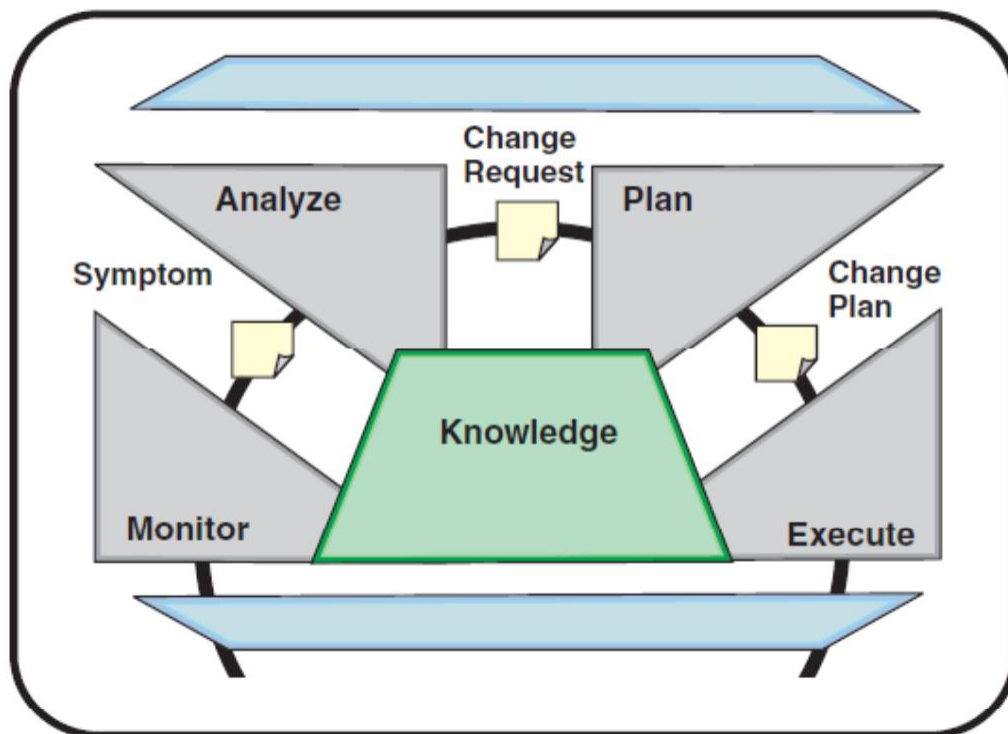 Change
Request
Analyze
Plan
Symptom
Change
Plan
Knowledge
Monitor
Execute